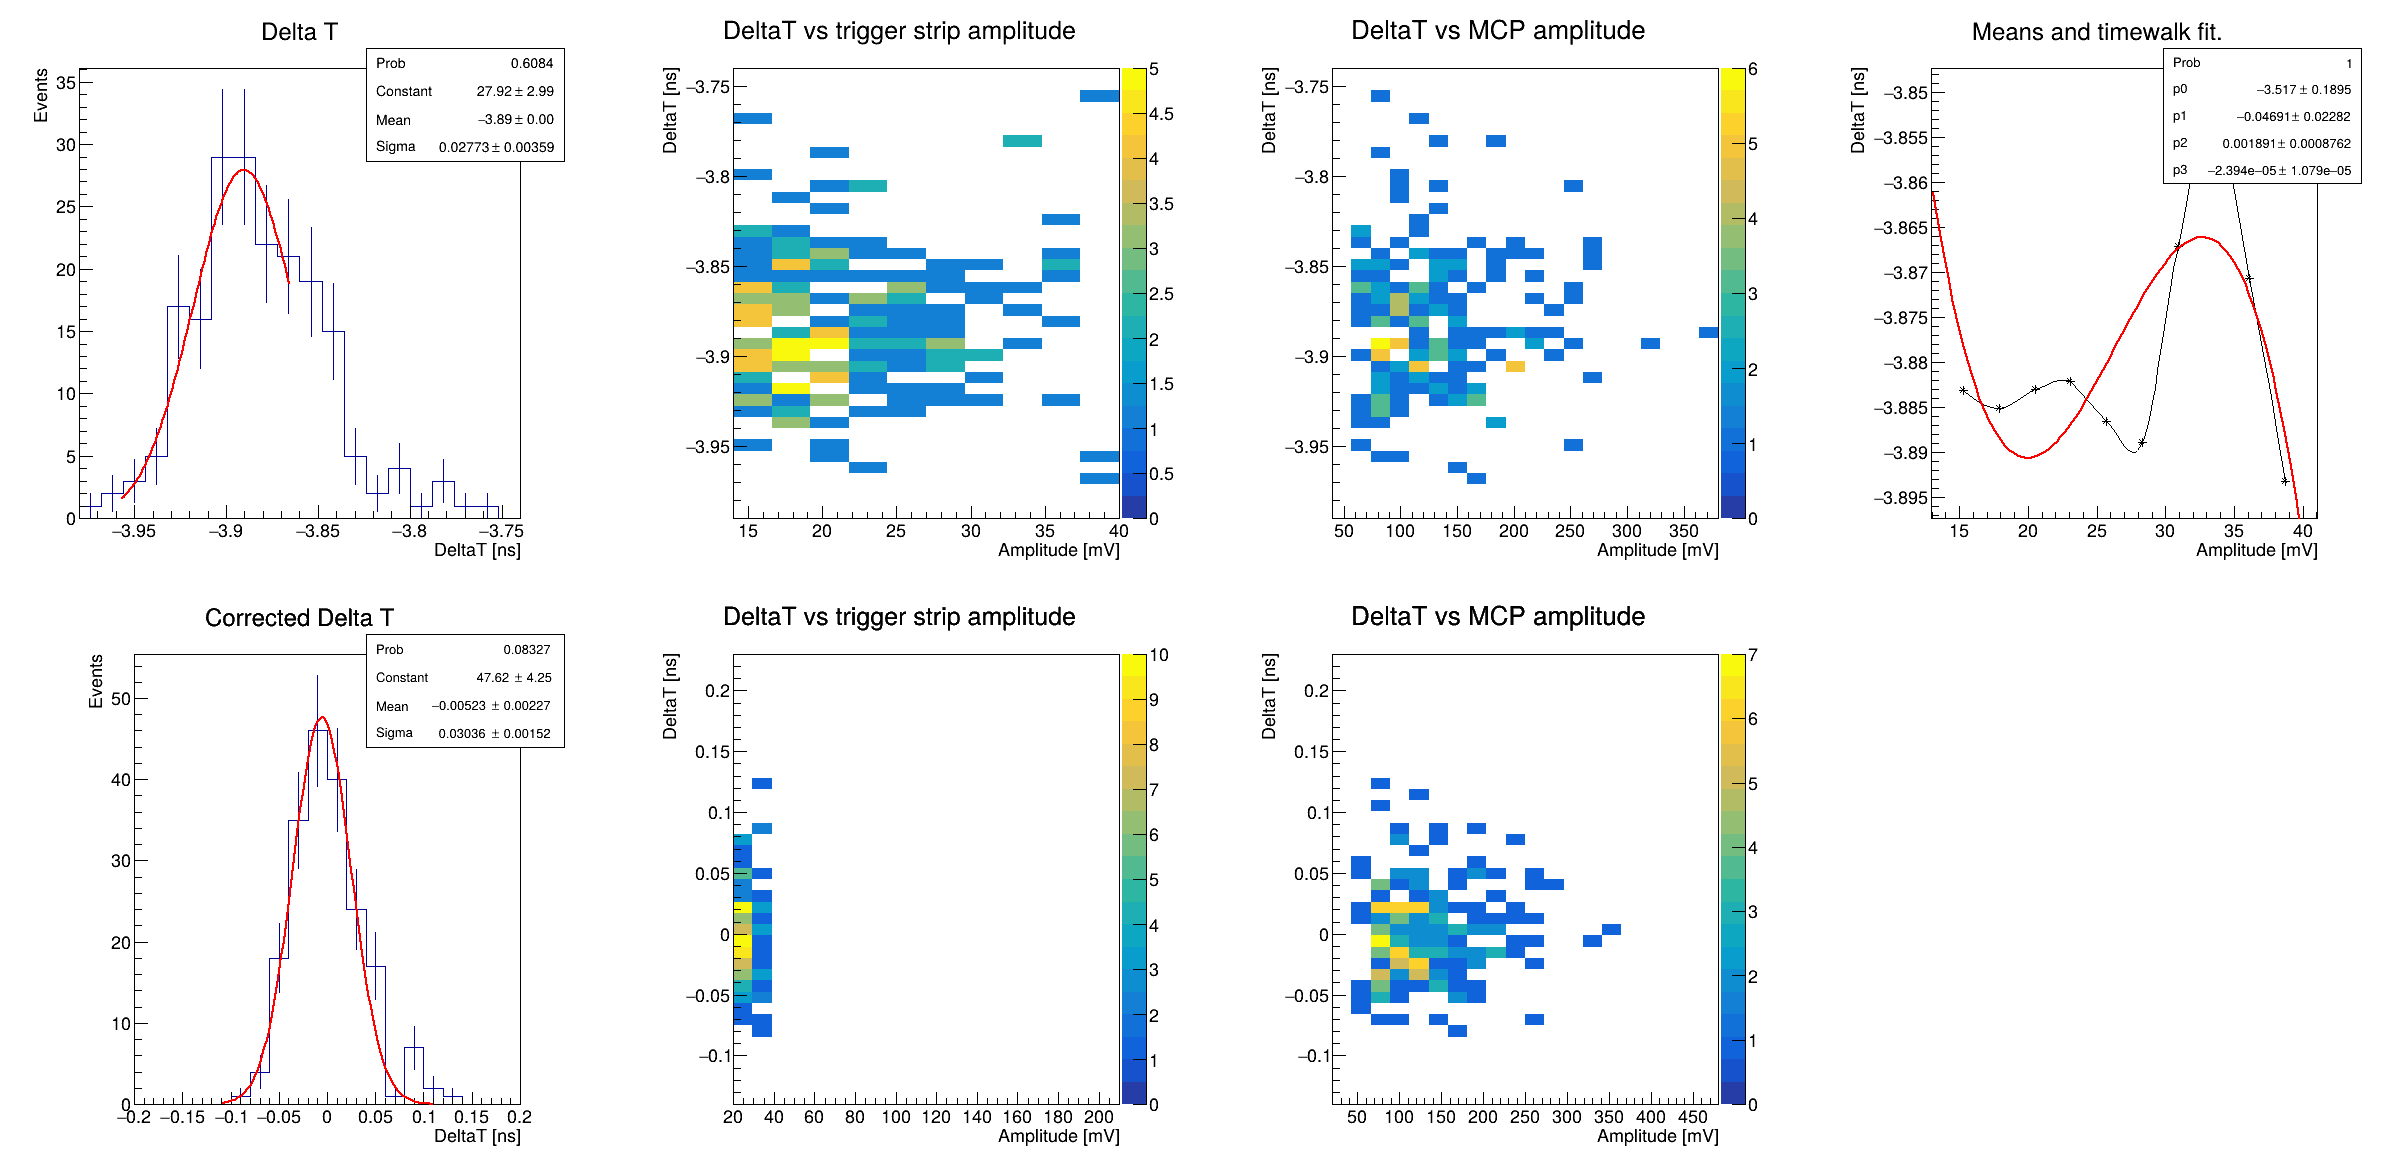 Delta T
Events
Prob 0.6084
Constant 27.92 ± 2.99
Mean −3.89 ± 0.00
Sigma 0.02773 ± 0.00359
35
30
25
20
15
10
5
0
−3.95 −3.9 −3.85 −3.8 −3.75
DeltaT [ns]
DeltaT vs trigger strip amplitude
DeltaT [ns]
−3.75
−3.8
−3.85
−3.9
−3.95
15 20 25 30 35 40
Amplitude [mV]
5
4.5
4
3.5
3
2.5
2
1.5
1
0.5
0
DeltaT vs MCP amplitude
DeltaT [ns]
−3.75
−3.8
−3.85
−3.9
−3.95
50 100 150 200 250 300 350
Amplitude [mV]
6
5
4
3
2
1
0
Means and timewalk fit.
DeltaT [ns]
Prob 1
p0 −3.517 ± 0.1895
p1 −0.04691 ± 0.02282
p2 0.001891 ± 0.0008762
p3 −2.394e−05 ± 1.079e−05
−3.85
−3.855
−3.86
−3.865
−3.87
−3.875
−3.88
−3.885
−3.89
−3.895
15 20 25 30 35 40
Amplitude [mV]
Corrected Delta T
Events
Prob 0.08327
Constant 47.62 ± 4.25
Mean −0.00523 ± 0.00227
Sigma 0.03036 ± 0.00152
50
40
30
20
10
0
−0.2 −0.15 −0.1 −0.05 0 0.05 0.1 0.15 0.2
DeltaT [ns]
DeltaT vs trigger strip amplitude
DeltaT [ns]
0.2
0.15
0.1
0.05
0
−0.05
−0.1
20 40 60 80 100 120 140 160 180 200
Amplitude [mV]
10
9
8
7
6
5
4
3
2
1
0
DeltaT vs MCP amplitude
DeltaT [ns]
0.2
0.15
0.1
0.05
0
−0.05
−0.1
50 100 150 200 250 300 350 400 450
Amplitude [mV]
7
6
5
4
3
2
1
0